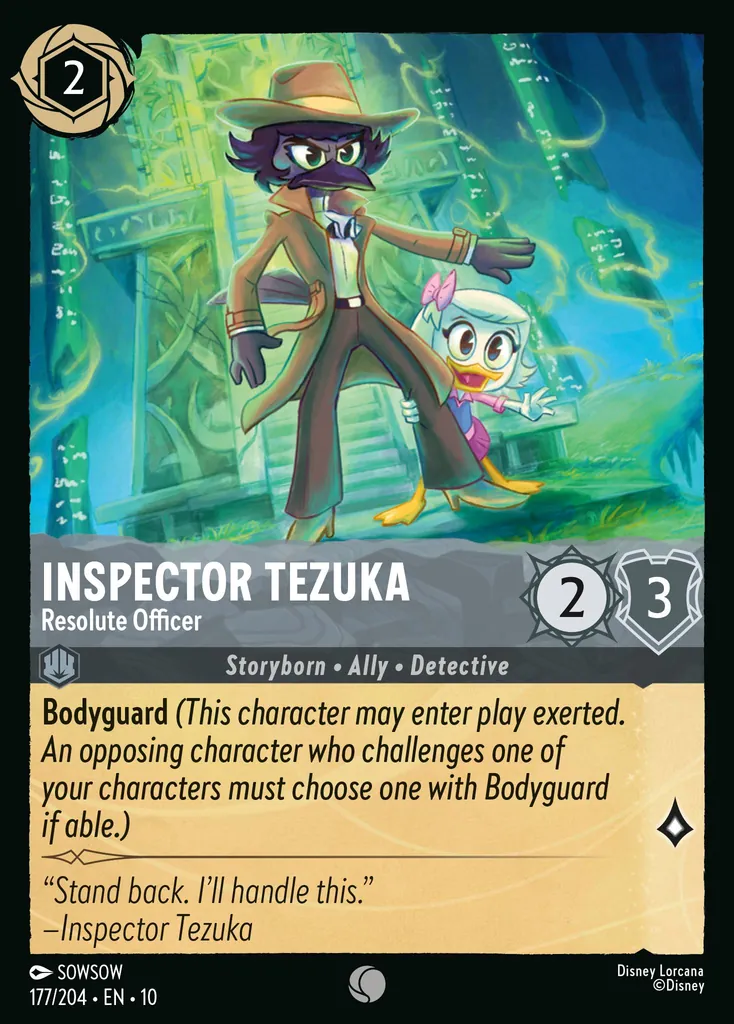 2
INSPECTOR TEZUKA
Resolute Officer
2
3
Storyborn • Ally • Detective
Bodyguard (This character may enter play exerted.
An opposing character who challenges one of
your characters must choose one with Bodyguard
if able.)
“Stand back. I’ll handle this.”
–Inspector Tezuka
SOWSOW
177/204 • EN • 10
Disney Lorcana
©Disney